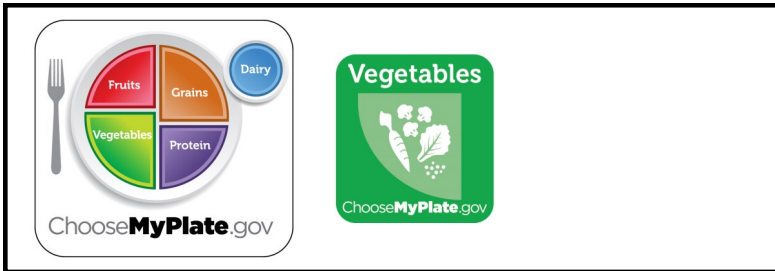 Dairy
Fruits
Grains
Vegetables
Protein
ChooseMyPlate.gov
Vegetables
ChooseMyPlate.gov